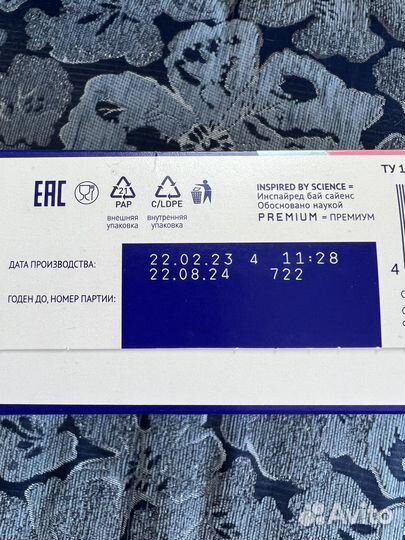 ТУ 1
EAC
21
PAP
C/LDPE
внешняя упаковка
внутренняя упаковка
INSPIRED BY SCIENCE =
Инспайред бай сайенс
Обосновано наукой
PREMIUM = ПРЕМИУМ
ДАТА ПРОИЗВОДСТВА:
22.02.23 4 11:28
22.08.24 722
ГОДЕН ДО, НОМЕР ПАРТИИ:
4
Avito